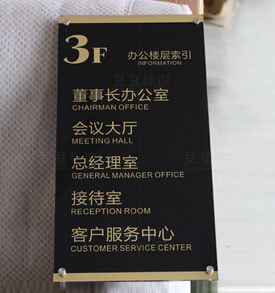 3F
办公楼层索引
INFORMATION
董事长办公室
CHAIRMAN OFFICE
会议大厅
MEETING HALL
总经理室
GENERAL MANAGER OFFICE
接待室
RECEPTION ROOM
客户服务中心
CUSTOMER SERVICE CENTER